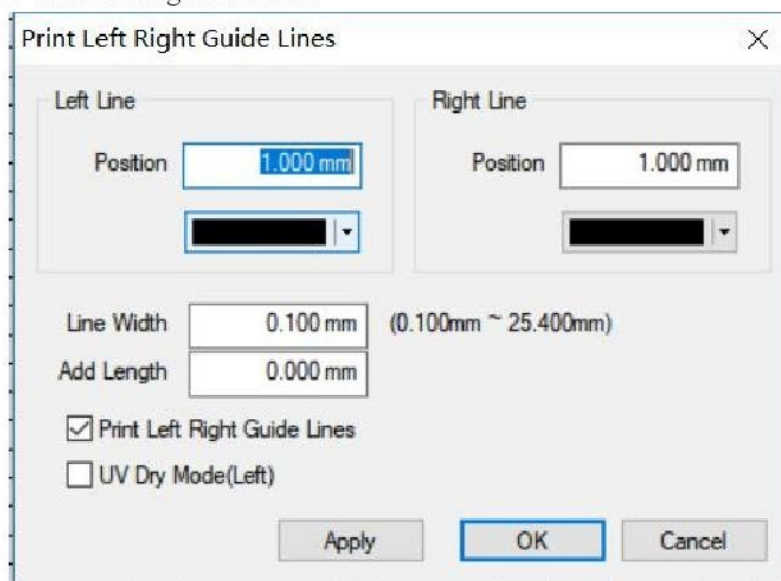 Print Left Right Guide Lines
Left Line
Position 1.000 mm
Right Line
Position 1.000 mm
Line Width 0.100 mm (0.100mm ~ 25.400mm)
Add Length 0.000 mm
Print Left Right Guide Lines
UV Dry Mode(Left)
Apply OK Cancel